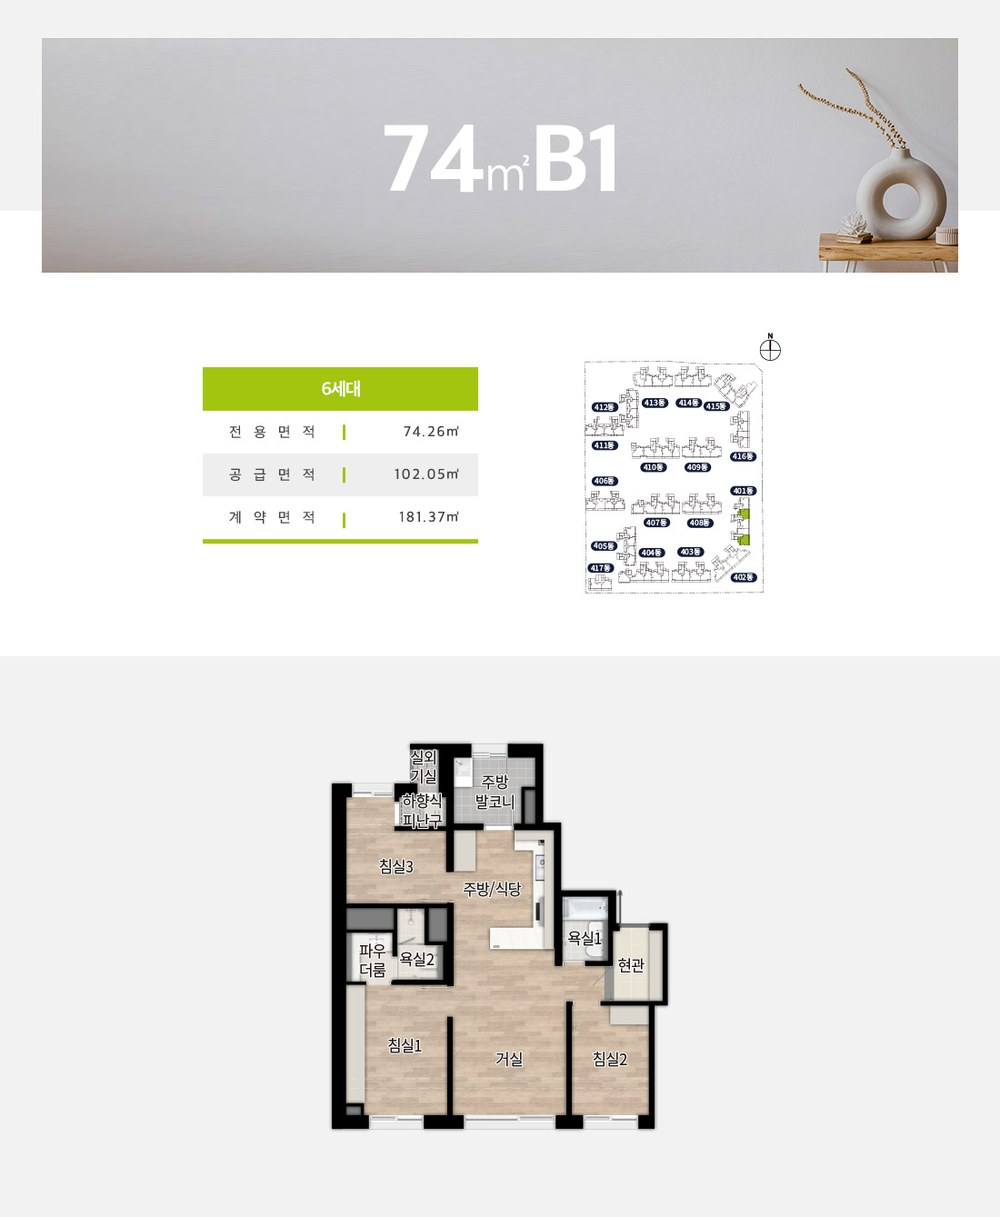 74㎡B1
6세대
전 용 면 적 74.26㎡
공 급 면 적 102.05㎡
계 약 면 적 181.37㎡
N
413동
414동
412동
415동
411동
416동
410동
409동
406동
401동
407동
408동
405동
404동
403동
417동
402동
실외
기실
하향식
피난구
주방
발코니
침실3
주방/식당
파우
더룸
욕실2
욕실1
현관
침실1
거실
침실2